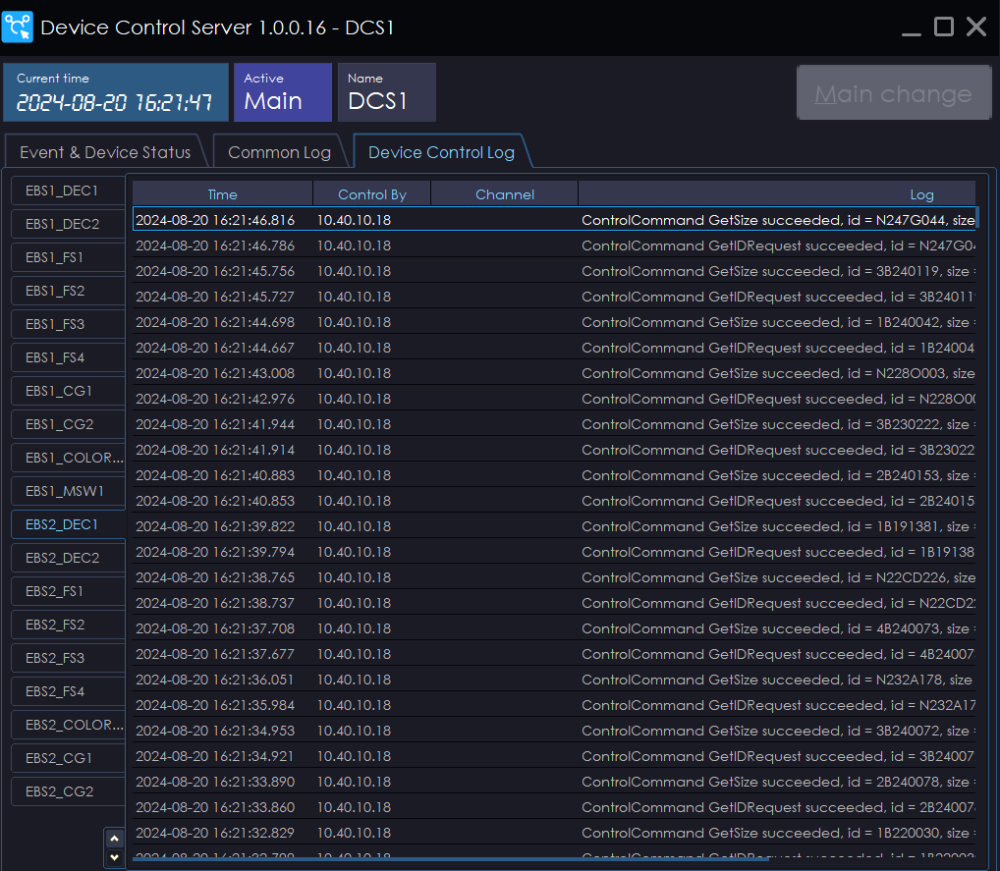 Device Control Server 1.0.0.16 - DCS1
Current time
2024-08-20 16:21:47
Active
Main
Name
DCS1
Main change
Event & Device Status
Common Log
Device Control Log
EBS1_DEC1
EBS1_DEC2
EBS1_FS1
EBS1_FS2
EBS1_FS3
EBS1_FS4
EBS1_CG1
EBS1_CG2
EBS1_COLOR...
EBS1_MSW1
EBS2_DEC1
EBS2_DEC2
EBS2_FS1
EBS2_FS2
EBS2_FS3
EBS2_FS4
EBS2_COLOR...
EBS2_CG1
EBS2_CG2
Time Control By Channel Log
2024-08-20 16:21:46.816 10.40.10.18 ControlCommand GetSize succeeded, id = N247G044, size
2024-08-20 16:21:46.786 10.40.10.18 ControlCommand GetIDRequest succeeded, id = N247G04
2024-08-20 16:21:45.756 10.40.10.18 ControlCommand GetSize succeeded, id = 3B240119, size =
2024-08-20 16:21:45.727 10.40.10.18 ControlCommand GetIDRequest succeeded, id = 3B24011
2024-08-20 16:21:44.698 10.40.10.18 ControlCommand GetSize succeeded, id = 1B240042, size =
2024-08-20 16:21:44.667 10.40.10.18 ControlCommand GetIDRequest succeeded, id = 1B24004
2024-08-20 16:21:43.008 10.40.10.18 ControlCommand GetSize succeeded, id = N228O003, size
2024-08-20 16:21:42.976 10.40.10.18 ControlCommand GetIDRequest succeeded, id = N228O00
2024-08-20 16:21:41.944 10.40.10.18 ControlCommand GetSize succeeded, id = 3B230222, size =
2024-08-20 16:21:41.914 10.40.10.18 ControlCommand GetIDRequest succeeded, id = 3B23022
2024-08-20 16:21:40.883 10.40.10.18 ControlCommand GetSize succeeded, id = 2B240153, size =
2024-08-20 16:21:40.853 10.40.10.18 ControlCommand GetIDRequest succeeded, id = 2B24015
2024-08-20 16:21:39.822 10.40.10.18 ControlCommand GetSize succeeded, id = 1B191381, size =
2024-08-20 16:21:39.794 10.40.10.18 ControlCommand GetIDRequest succeeded, id = 1B19138
2024-08-20 16:21:38.765 10.40.10.18 ControlCommand GetSize succeeded, id = N22CD226, size
2024-08-20 16:21:38.737 10.40.10.18 ControlCommand GetIDRequest succeeded, id = N22CD22
2024-08-20 16:21:37.708 10.40.10.18 ControlCommand GetSize succeeded, id = 4B240073, size =
2024-08-20 16:21:37.677 10.40.10.18 ControlCommand GetIDRequest succeeded, id = 4B24007
2024-08-20 16:21:36.051 10.40.10.18 ControlCommand GetSize succeeded, id = N232A178, size
2024-08-20 16:21:35.984 10.40.10.18 ControlCommand GetIDRequest succeeded, id = N232A17
2024-08-20 16:21:34.953 10.40.10.18 ControlCommand GetSize succeeded, id = 3B240072, size =
2024-08-20 16:21:34.921 10.40.10.18 ControlCommand GetIDRequest succeeded, id = 3B24007
2024-08-20 16:21:33.890 10.40.10.18 ControlCommand GetSize succeeded, id = 2B240078, size =
2024-08-20 16:21:33.860 10.40.10.18 ControlCommand GetIDRequest succeeded, id = 2B24007
2024-08-20 16:21:32.829 10.40.10.18 ControlCommand GetSize succeeded, id = 1B220030, size =